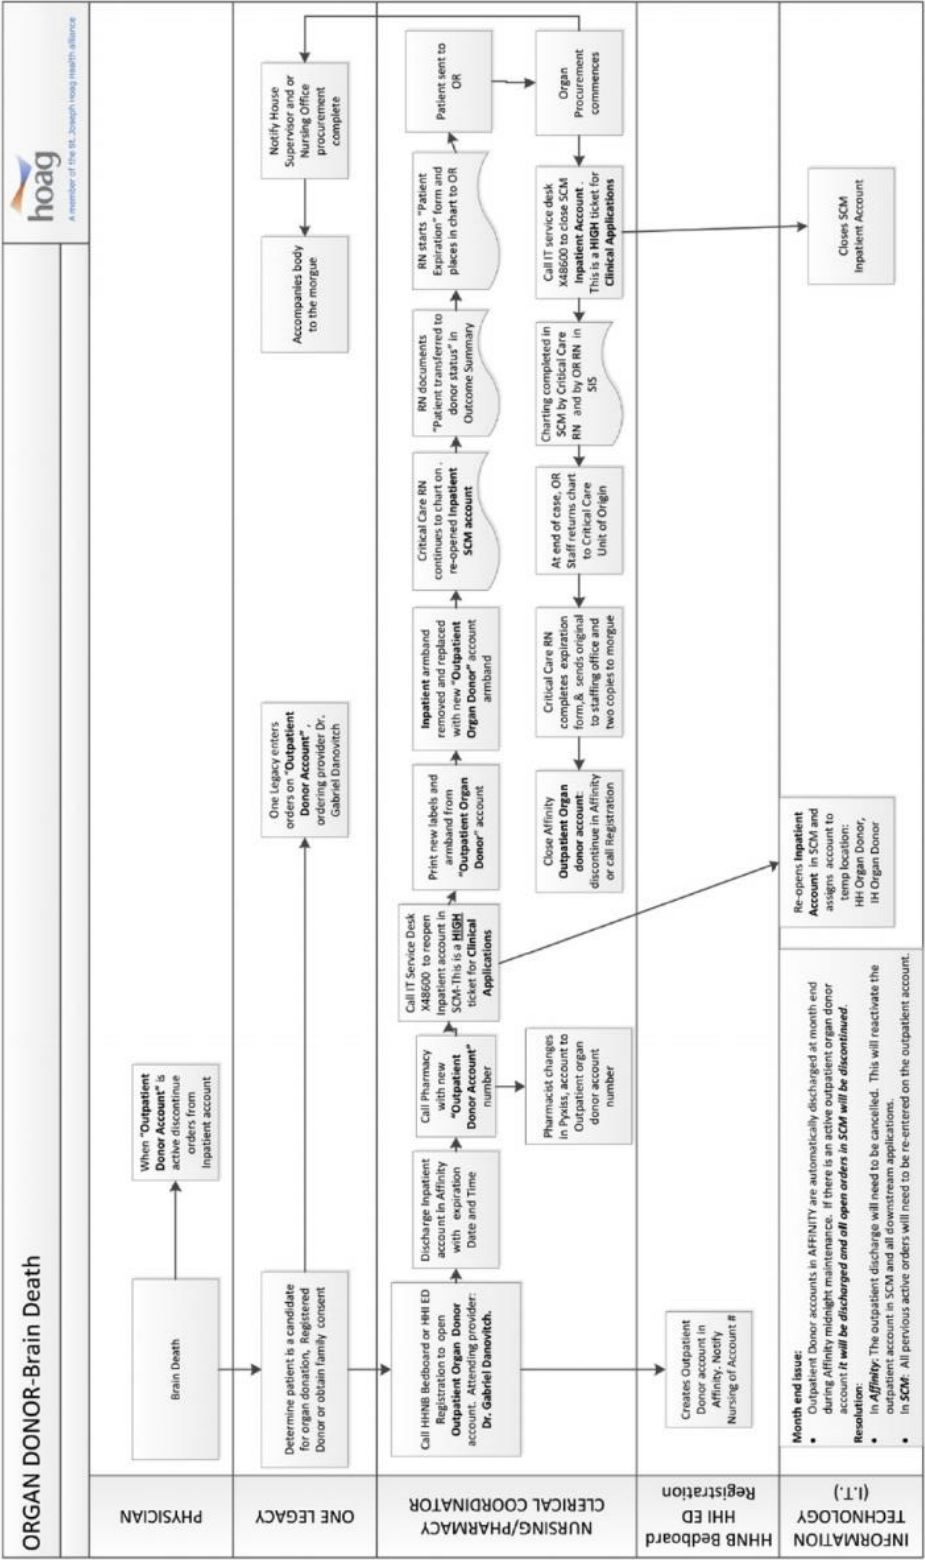 ORGAN DONOR-Brain Death
hoag
A member of the St. Joseph Hoag Health alliance
PHYSICIAN
Brain Death
When "Outpatient
Donor Account" is
active discontinue
orders from
Inpatient account
ONE LEGACY
Determine patient is a candidate
for organ donation, Registered
Donor or obtain family consent
One Legacy enters
orders on "Outpatient
Donor Account" ,
ordering provider Dr.
Gabriel Danovitch
Accompanies body
to the morgue
Notify House
Supervisor and or
Nursing Office
procurement
complete
NURSING/PHARMACY
CLERICAL COORDINATOR
Call HHNB Bedboard or HHI ED
Registration to open
Outpatient Organ Donor
account. Attending provider:
Dr. Gabriel Danovitch.
Discharge Inpatient
account in Affinity
with expiration
Date and Time
Call Pharmacy
with new
"Outpatient
Donor Account"
number
Pharmacist changes
in Pyxiss, account to
Outpatient organ
donor account
number
Call IT Service Desk
X48600 to reopen
Inpatient account in
SCM-This is a HIGH
ticket for Clinical
Applications
Print new labels and
armband from
"Outpatient Organ
Donor" account
Inpatient armband
removed and replaced
with new "Outpatient
Organ Donor" account
armband
Critical Care RN
continues to chart on .
re-opened Inpatient
SCM account
RN documents
"Patient transferred to
donor status" in
Outcome Summary
RN starts "Patient
Expiration" form and
places in chart to OR
Patient sent to
OR
Organ
Procurement
commences
Call IT service desk
X48600 to close SCM
Inpatient Account .
This is a HIGH ticket for
Clinical Applications
Charting completed in
SCM by Critical Care
RN and by OR RN in
SIS
At end of case, OR
Staff returns chart
to Critical Care
Unit of Origin
Critical Care RN
completes expiration
form,& sends original
to staffing office and
two copies to morgue
Close Affinity
Outpatient Organ
donor account:
discontinue in Affinity
or call Registration
HHNB Bedboard
HHI ED
Registration
Creates Outpatient
Donor account in
Affinity. Notify
Nursing of Account #
INFORMATION
TECHNOLOGY
(I.T.)
Month end issue:
• Outpatient Donor accounts in AFFINITY are automatically discharged at month end
during Affinity midnight maintenance. If there is an active outpatient organ donor
account it will be discharged and all open orders in SCM will be discontinued.
Resolution:
• In Affinity: The outpatient discharge will need to be cancelled. This will reactivate the
outpatient account in SCM and all downstream applications.
• In SCM: All pervious active orders will need to be re-entered on the outpatient account.
Re-opens Inpatient
Account in SCM and
assigns account to
temp location:
HH Organ Donor,
IH Organ Donor
Closes SCM
Inpatient Account